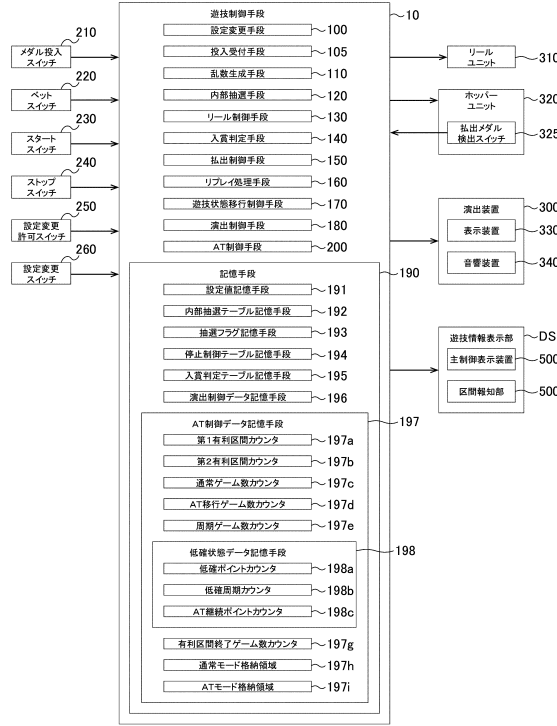 210
メダル投入
スイッチ
220
ベット
スイッチ
230
スタート
スイッチ
240
ストップ
スイッチ
250
設定変更
許可スイッチ
260
設定変更
スイッチ
遊技制御手段
10
設定変更手段
100
投入受付手段
105
乱数生成手段
110
内部抽選手段
120
リール制御手段
130
入賞判定手段
140
払出制御手段
150
リプレイ処理手段
160
遊技状態移行制御手段
170
演出制御手段
180
AT制御手段
200
記憶手段
190
設定値記憶手段
191
内部抽選テーブル記憶手段
192
抽選フラグ記憶手段
193
停止制御テーブル記憶手段
194
入賞判定テーブル記憶手段
195
演出制御データ記憶手段
196
AT制御データ記憶手段
197
第1有利区間カウンタ
197a
第2有利区間カウンタ
197b
通常ゲーム数カウンタ
197c
AT移行ゲーム数カウンタ
197d
周期ゲーム数カウンタ
197e
低確状態データ記憶手段
198
低確ポイントカウンタ
198a
低確周期カウンタ
198b
AT継続ポイントカウンタ
198c
有利区間終了ゲーム数カウンタ
197g
通常モード格納領域
197h
ATモード格納領域
197i
リール
ユニット
310
ホッパー
ユニット
320
払出メダル
検出スイッチ
325
演出装置
300
表示装置
330
音響装置
340
遊技情報表示部
DS
主制御表示装置
500
区間報知部
500